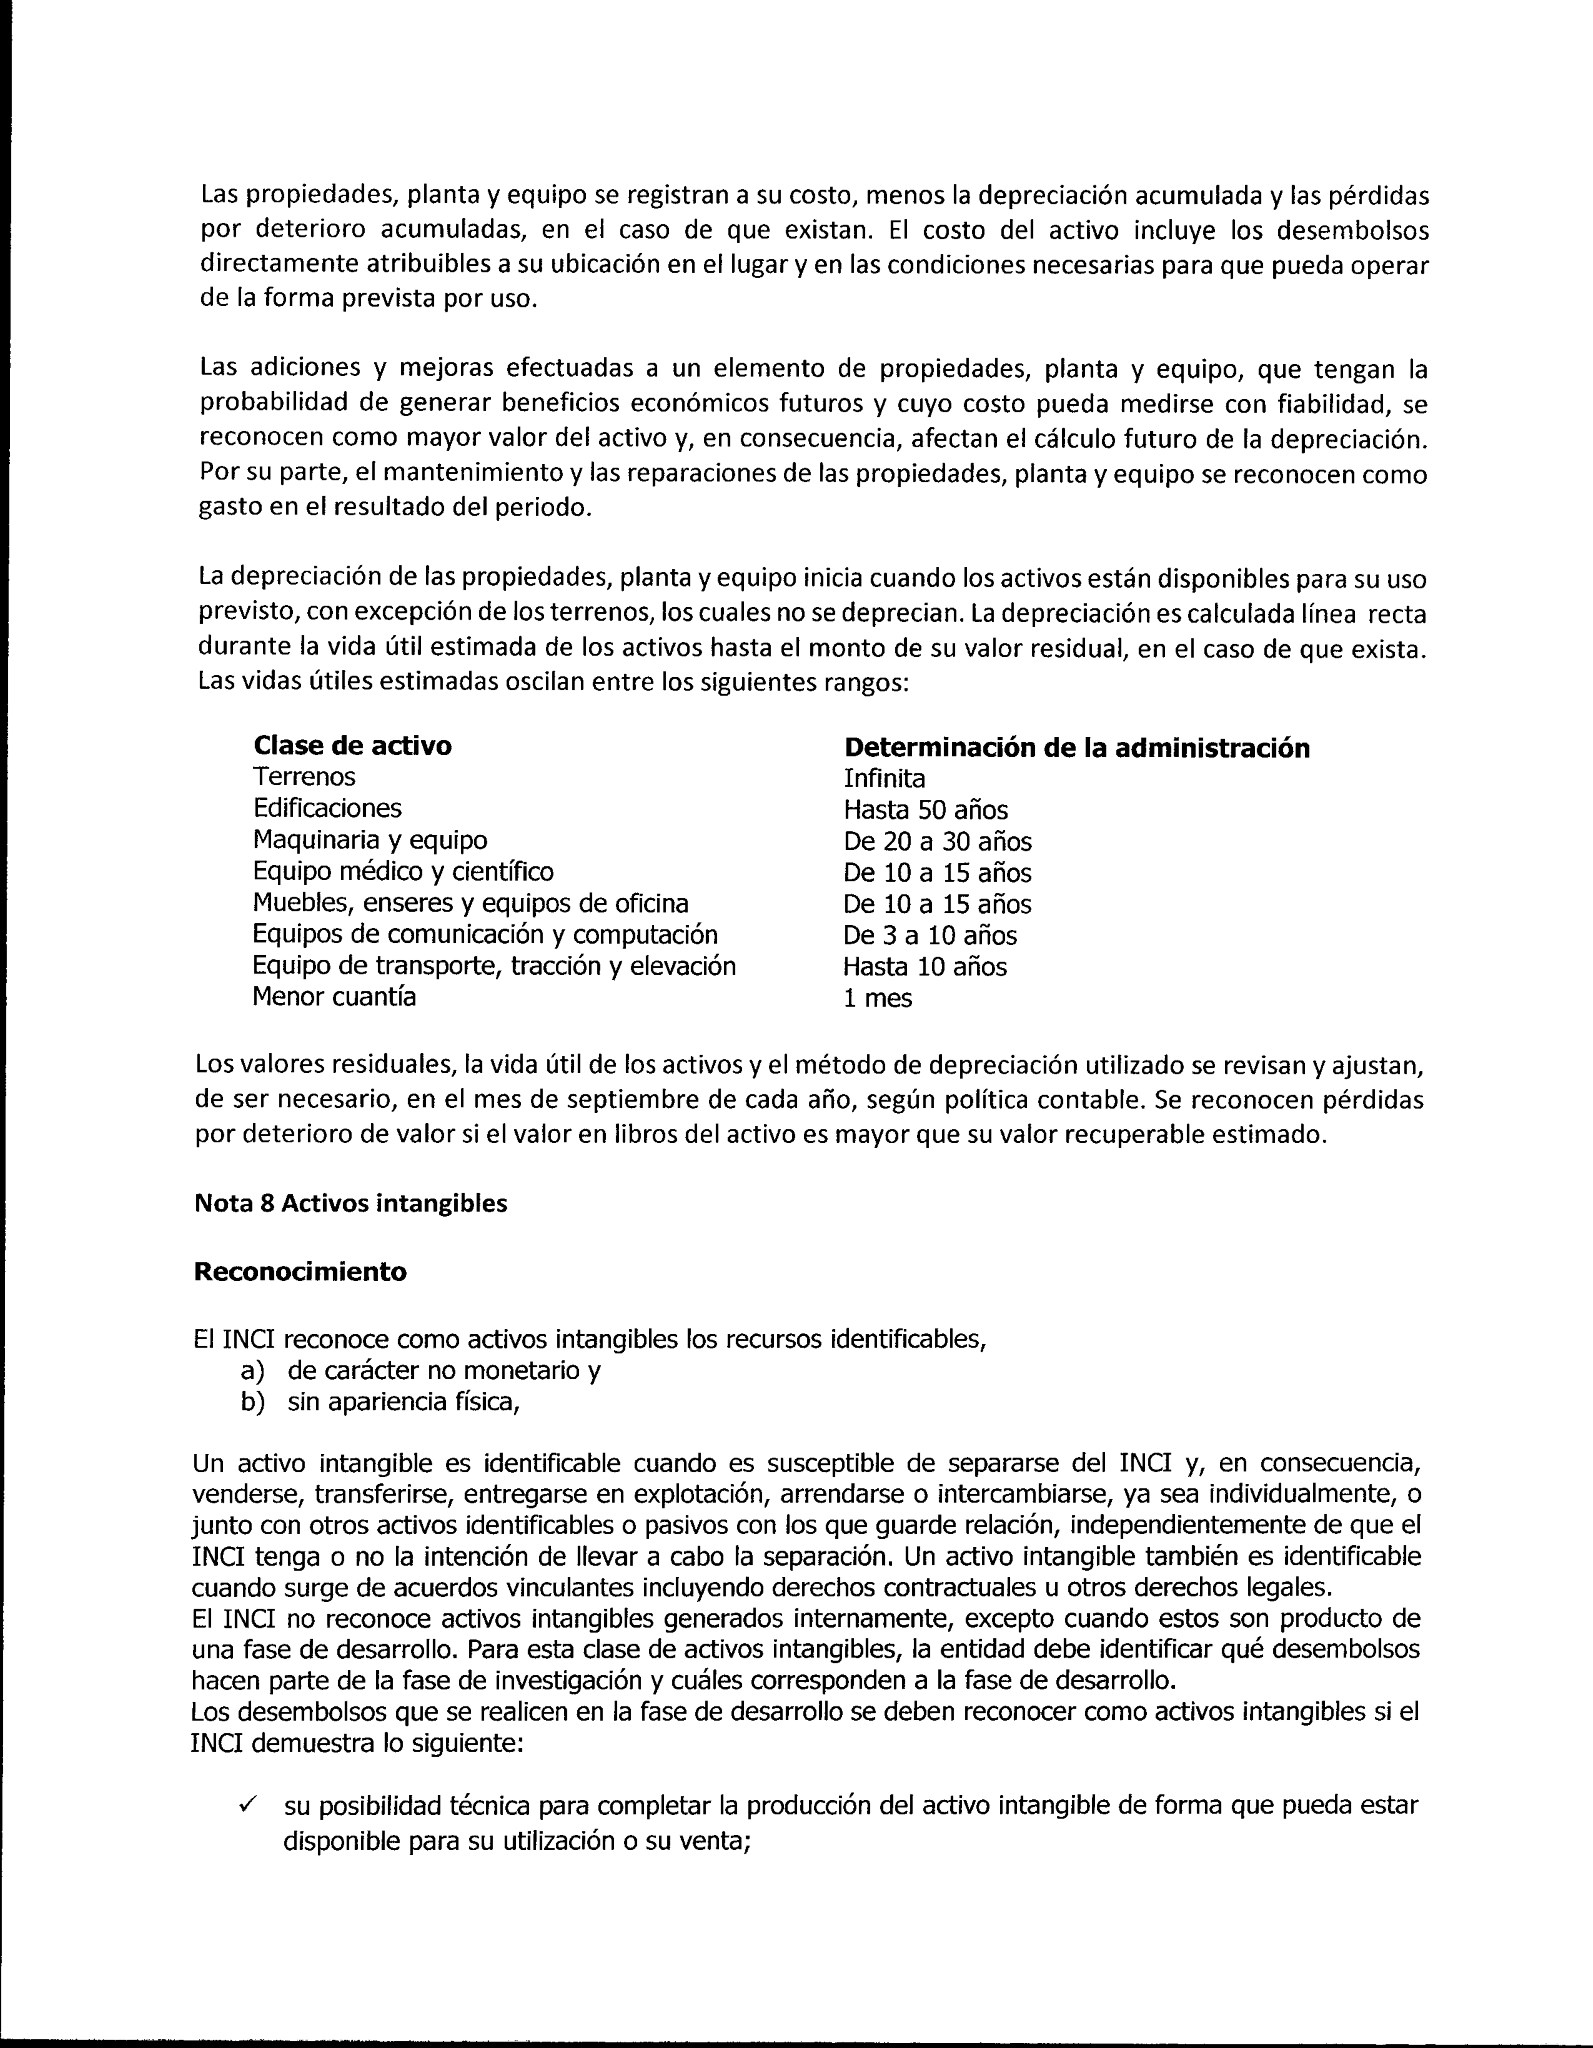 Las propiedades, planta y equipo se registran a su costo, menos la depreciación acumulada y las pérdidas
por deterioro acumuladas, en el caso de que existan. El costo del activo incluye los desembolsos
directamente atribuibles a su ubicación en el lugar y en las condiciones necesarias para que pueda operar
de la forma prevista por uso.
Las adiciones y mejoras efectuadas a un elemento de propiedades, planta y equipo, que tengan la
probabilidad de generar beneficios económicos futuros y cuyo costo pueda medirse con fiabilidad, se
reconocen como mayor valor del activo y, en consecuencia, afectan el cálculo futuro de la depreciación.
Por su parte, el mantenimiento y las reparaciones de las propiedades, planta y equipo se reconocen como
gasto en el resultado del periodo.
La depreciación de las propiedades, planta y equipo inicia cuando los activos están disponibles para su uso
previsto, con excepción de los terrenos, los cuales no se deprecian. La depreciación es calculada línea recta
durante la vida útil estimada de los activos hasta el monto de su valor residual, en el caso de que exista.
Las vidas útiles estimadas oscilan entre los siguientes rangos:
Clase de activo Determinación de la administración
Terrenos Infinita
Edificaciones Hasta 50 años
Maquinaria y equipo De 20 a 30 años
Equipo médico y científico De 10 a 15 años
Muebles, enseres y equipos de oficina De 10 a 15 años
Equipos de comunicación y computación De 3 a 10 años
Equipo de transporte, tracción y elevación Hasta 10 años
Menor cuantía 1 mes
Los valores residuales, la vida útil de los activos y el método de depreciación utilizado se revisan y ajustan,
de ser necesario, en el mes de septiembre de cada año, según política contable. Se reconocen pérdidas
por deterioro de valor si el valor en libros del activo es mayor que su valor recuperable estimado.
Nota 8 Activos intangibles
Reconocimiento
El INCI reconoce como activos intangibles los recursos identificables,
a) de carácter no monetario y
b) sin apariencia física,
Un activo intangible es identificable cuando es susceptible de separarse del INCI y, en consecuencia,
venderse, transferirse, entregarse en explotación, arrendarse o intercambiarse, ya sea individualmente, o
junto con otros activos identificables o pasivos con los que guarde relación, independientemente de que el
INCI tenga o no la intención de llevar a cabo la separación. Un activo intangible también es identificable
cuando surge de acuerdos vinculantes incluyendo derechos contractuales u otros derechos legales.
El INCI no reconoce activos intangibles generados internamente, excepto cuando estos son producto de
una fase de desarrollo. Para esta clase de activos intangibles, la entidad debe identificar qué desembolsos
hacen parte de la fase de investigación y cuáles corresponden a la fase de desarrollo.
Los desembolsos que se realicen en la fase de desarrollo se deben reconocer como activos intangibles si el
INCI demuestra lo siguiente:
✓ su posibilidad técnica para completar la producción del activo intangible de forma que pueda estar
disponible para su utilización o su venta;